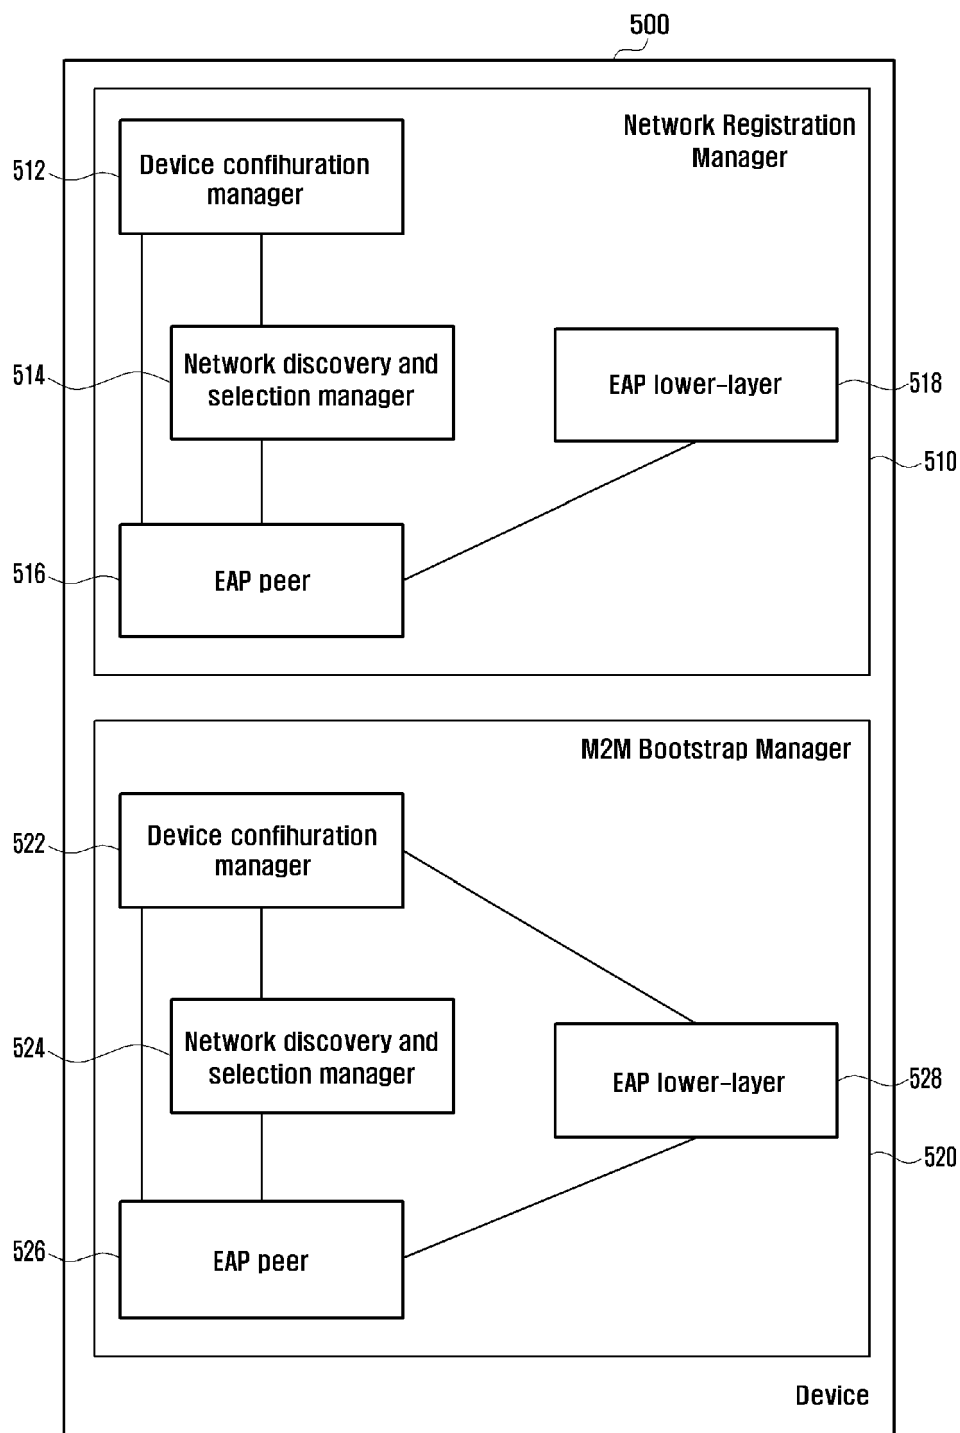 500
Network Registration
Manager
512
Device confihuration
manager
514
Network discovery and
selection manager
EAP lower-layer
518
510
516
EAP peer
M2M Bootstrap Manager
522
Device confihuration
manager
524
Network discovery and
selection manager
EAP lower-layer
528
520
526
EAP peer
Device